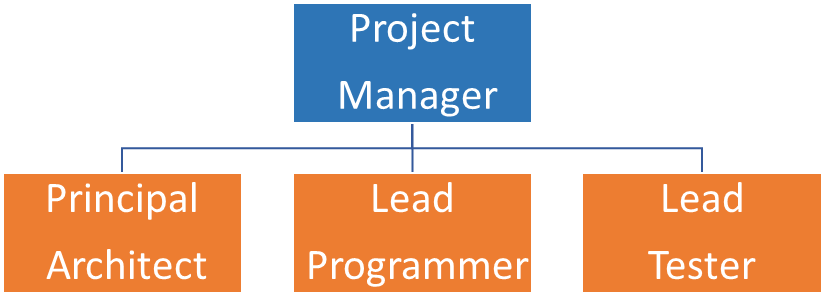 Project
Manager
Principal
Architect
Lead
Programmer
Lead
Tester